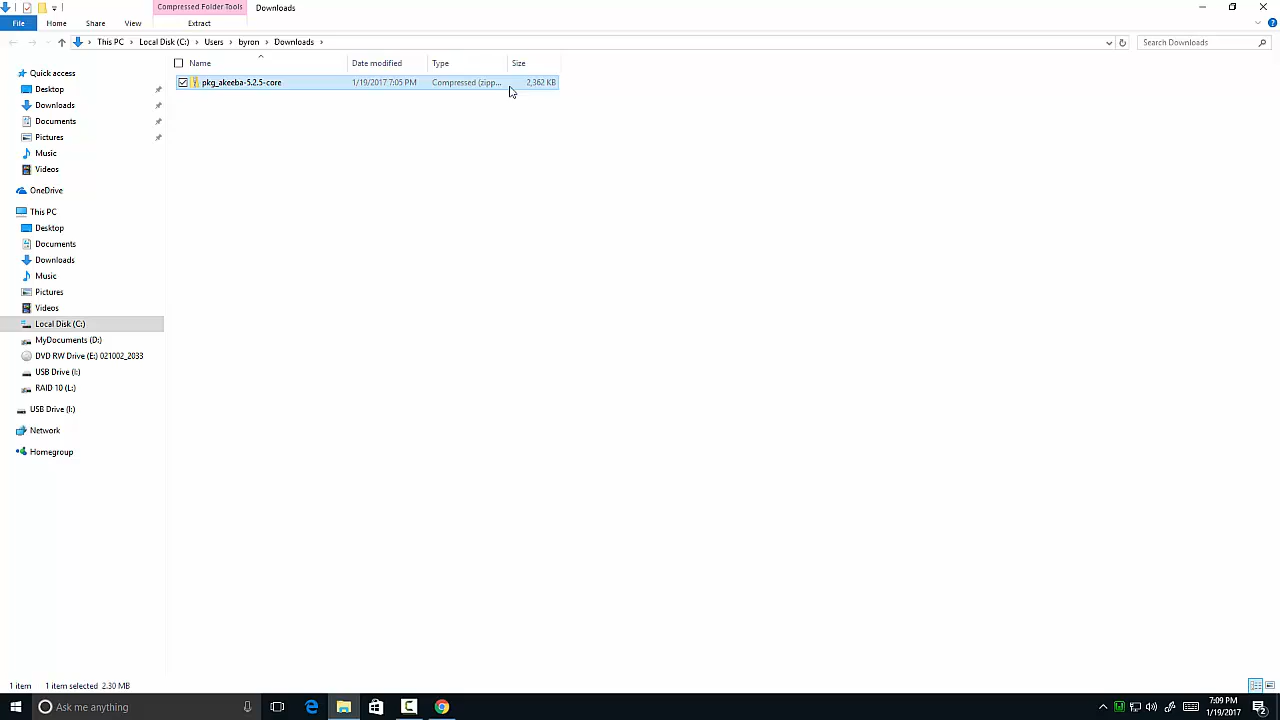 Compressed Folder Tools
Downloads
File
Home
Share
View
Extract
This PC
Local Disk (C:)
Users
byron
Downloads
Search Downloads
Name
Date modified
Type
Size
pkg_akeeba-5.2.5-core
1/19/2017 7:05 PM
Compressed (zipp...
2,362 KB
Quick access
Desktop
Downloads
Documents
Pictures
Music
Videos
OneDrive
This PC
Desktop
Documents
Downloads
Music
Pictures
Videos
Local Disk (C:)
MyDocuments (D:)
DVD RW Drive (E:) 021002_2033
USB Drive (I:)
RAID 10 (L:)
USB Drive (I:)
Network
Homegroup
1 item
1 item selected 2.30 MB
Ask me anything
7:09 PM
1/19/2017
2